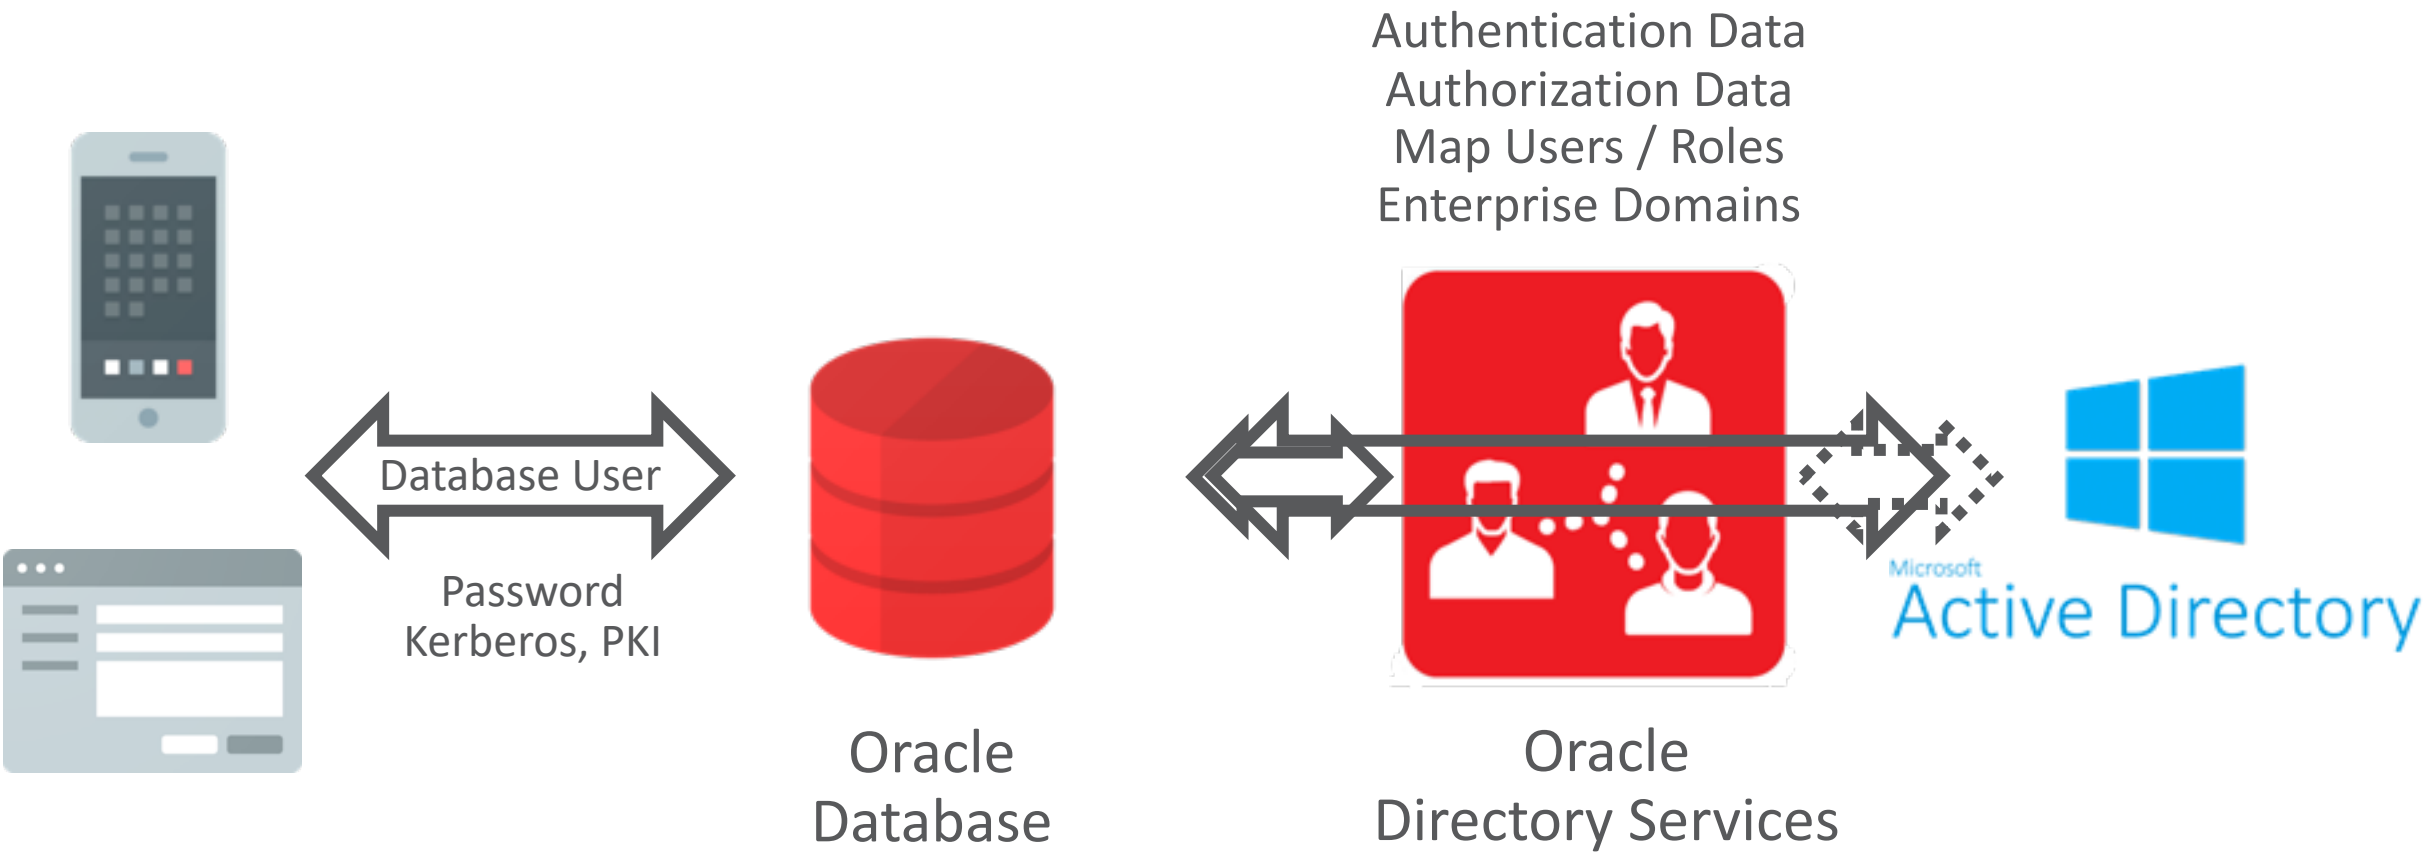 Authentication Data
Authorization Data
Map Users / Roles
Enterprise Domains
Database User
Password
Kerberos, PKI
Microsoft
Active Directory
Oracle
Database
Oracle
Directory Services